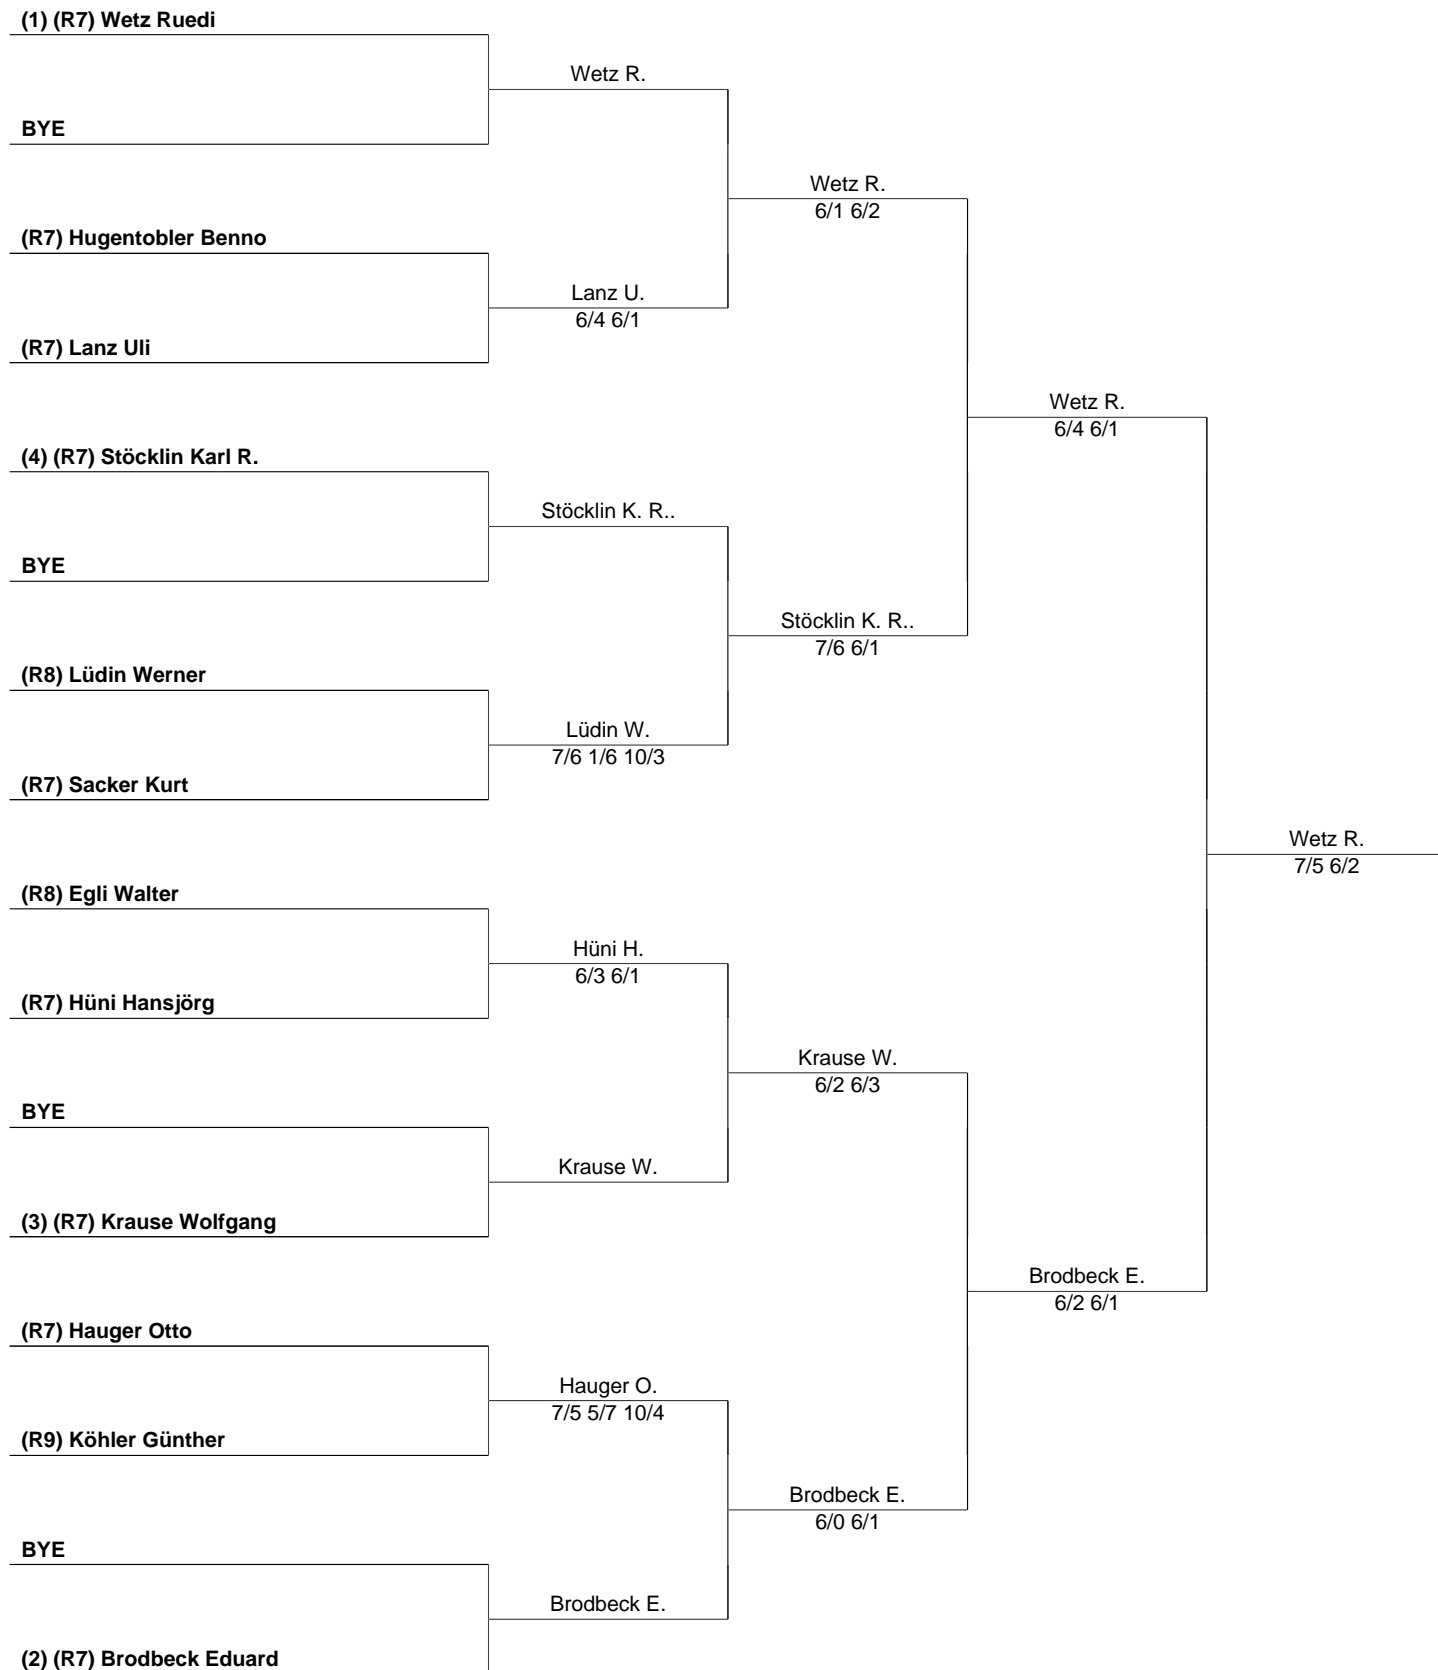 (1) (R7) Wetz Ruedi
Wetz R.
BYE
Wetz R.
6/1 6/2
(R7) Hugentobler Benno
Lanz U.
6/4 6/1
(R7) Lanz Uli
Wetz R.
6/4 6/1
(4) (R7) Stöcklin Karl R.
Stöcklin K. R..
BYE
Stöcklin K. R..
7/6 6/1
(R8) Lüdin Werner
Lüdin W.
7/6 1/6 10/3
(R7) Sacker Kurt
Wetz R.
7/5 6/2
(R8) Egli Walter
Hüni H.
6/3 6/1
(R7) Hüni Hansjörg
Krause W.
6/2 6/3
BYE
Krause W.
(3) (R7) Krause Wolfgang
Brodbeck E.
6/2 6/1
(R7) Hauger Otto
Hauger O.
7/5 5/7 10/4
(R9) Köhler Günther
Brodbeck E.
6/0 6/1
BYE
Brodbeck E.
(2) (R7) Brodbeck Eduard